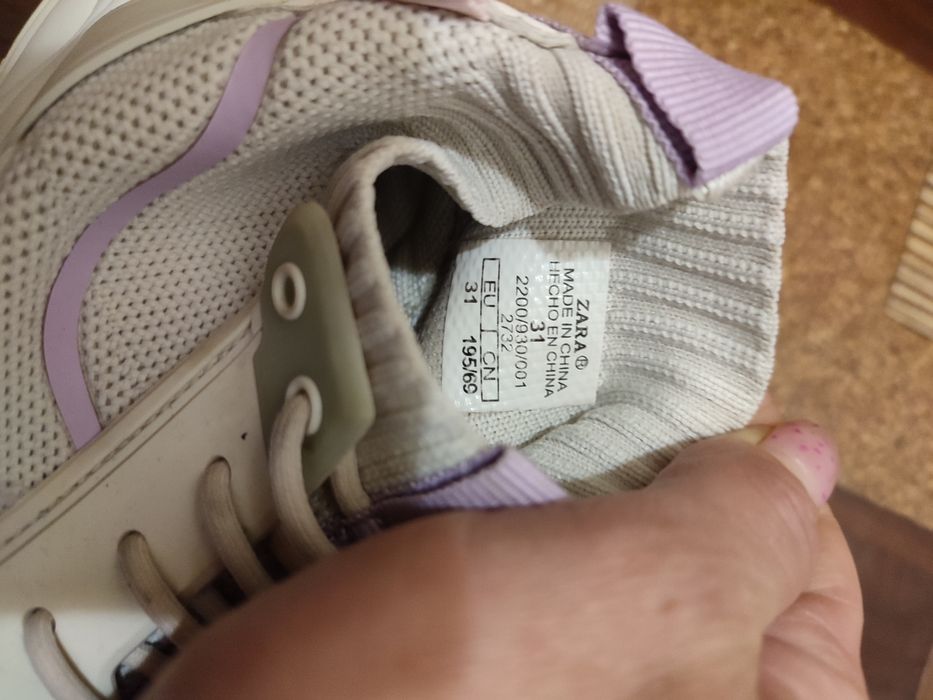 ZARA®
MADE IN CHINA
HECHO EN CHINA
31
2200/930/001
2732
EU CN
31 195/69